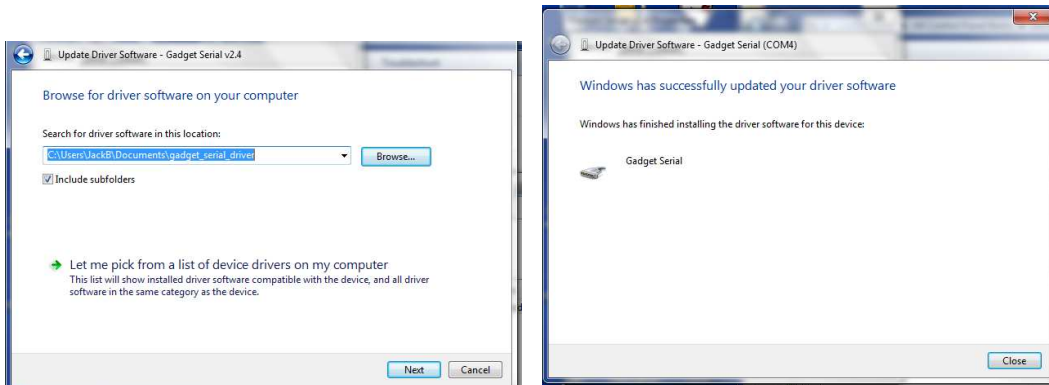 Update Driver Software - Gadget Serial v2.4
Browse for driver software on your computer
Search for driver software in this location:
C:\Users\JackB\Documents\gadget_serial_driver
Browse...
Include subfolders
Let me pick from a list of device drivers on my computer
This list will show installed driver software compatible with the device, and all driver
software in the same category as the device.
Next
Cancel
Update Driver Software - Gadget Serial (COM4)
Windows has successfully updated your driver software
Windows has finished installing the driver software for this device:
Gadget Serial
Close